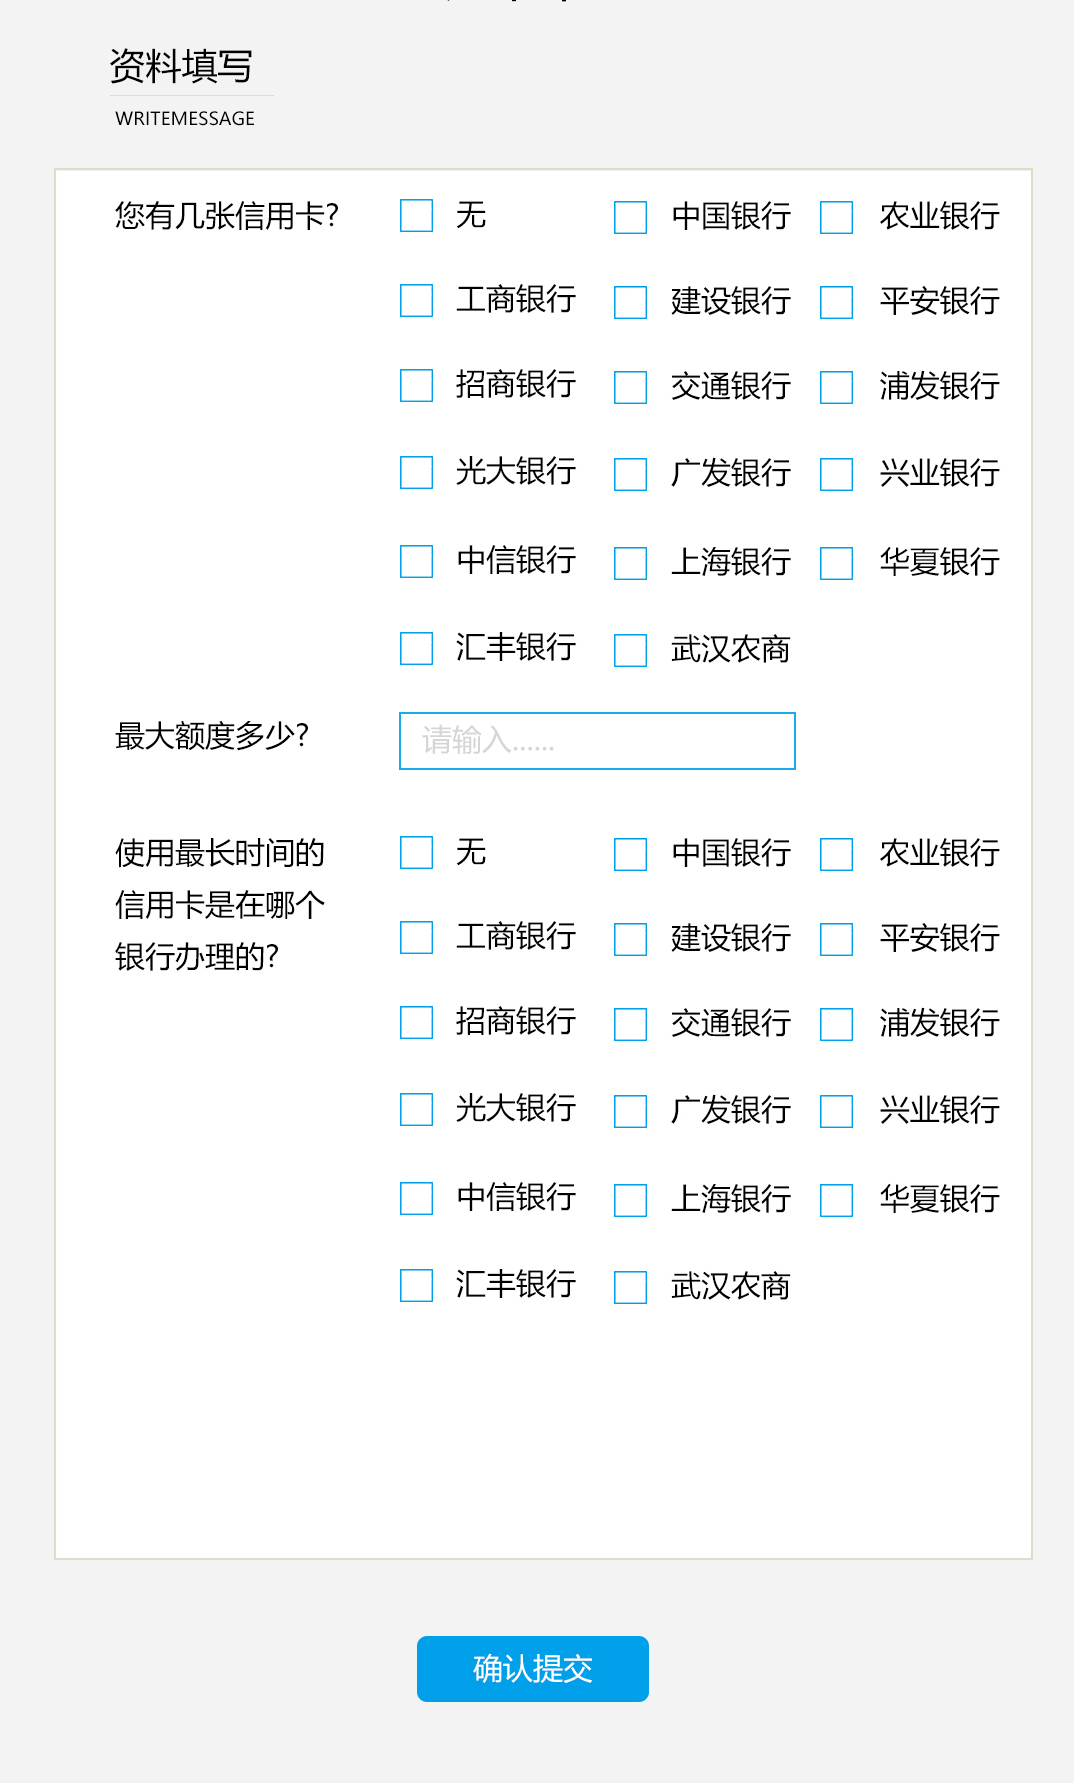 资料填写
WRITEMESSAGE
您有几张信用卡? 无 中国银行 农业银行
工商银行 建设银行 平安银行
招商银行 交通银行 浦发银行
光大银行 广发银行 兴业银行
中信银行 上海银行 华夏银行
汇丰银行 武汉农商
最大额度多少? 请输入......
使用最长时间的 无 中国银行 农业银行
信用卡是在哪个 工商银行 建设银行 平安银行
银行办理的?
招商银行 交通银行 浦发银行
光大银行 广发银行 兴业银行
中信银行 上海银行 华夏银行
汇丰银行 武汉农商
确认提交